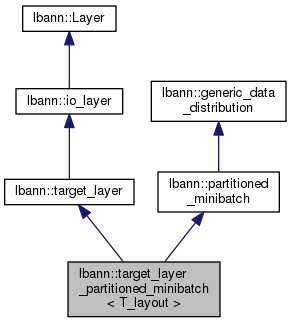 lbann::Layer
lbann::io_layer
lbann::generic_data
_distribution
lbann::target_layer
lbann::partitioned
_minibatch
lbann::target_layer
_partitioned_minibatch
< T_layout >